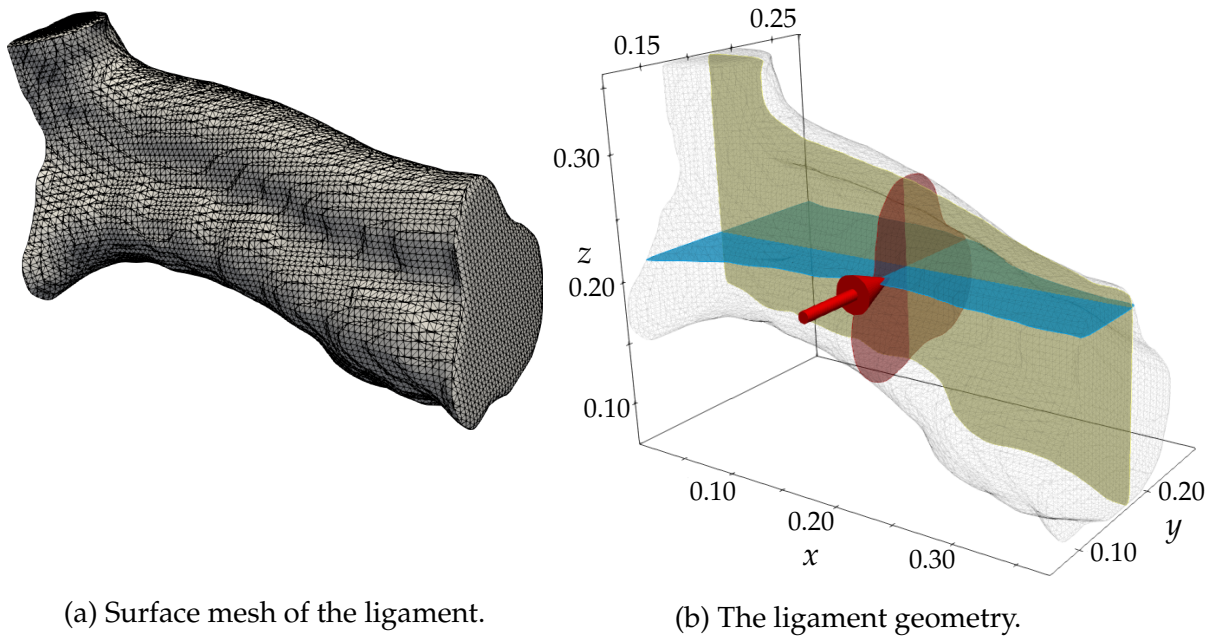 0.15
0.25
0.30
z
0.20
0.10
0.10
0.20
x
0.30
0.10
y
0.20
(a) Surface mesh of the ligament.
(b) The ligament geometry.